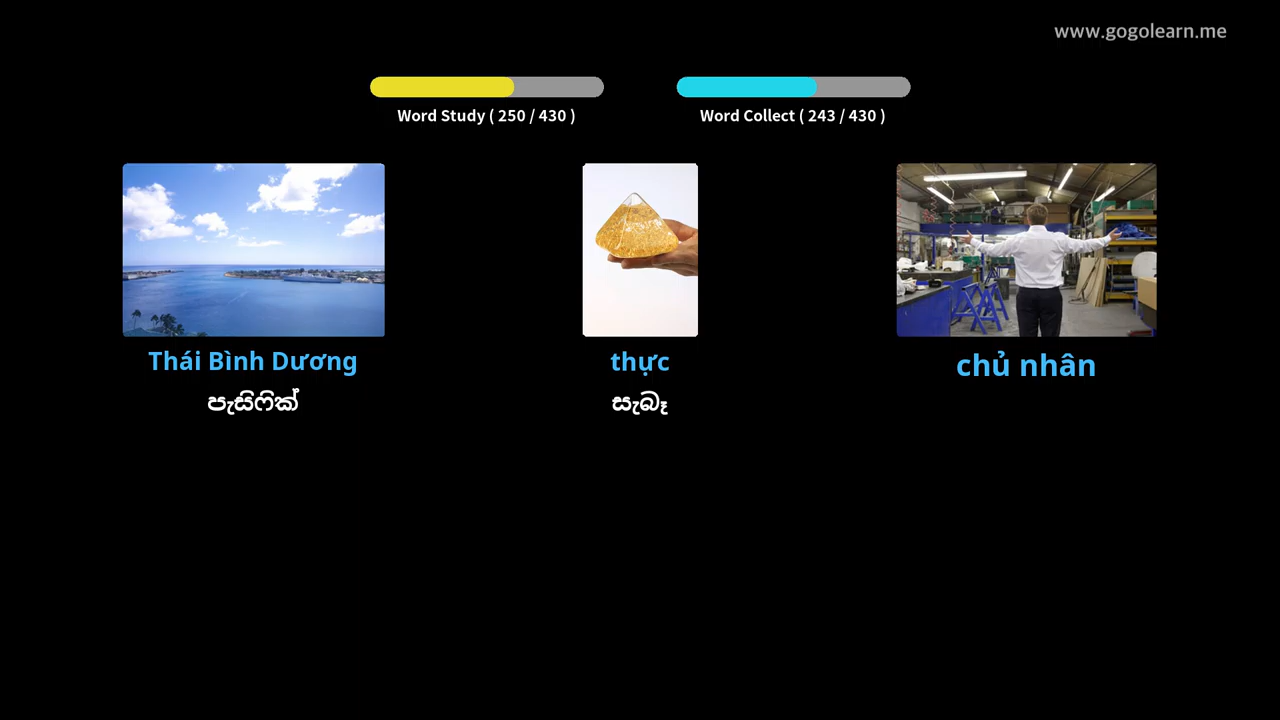 www.gogolearn.me
Word Study ( 250 / 430 )
Word Collect ( 243 / 430 )
Thái Bình Dương
පැසිෆික්
thực
සැබෑ
chủ nhân